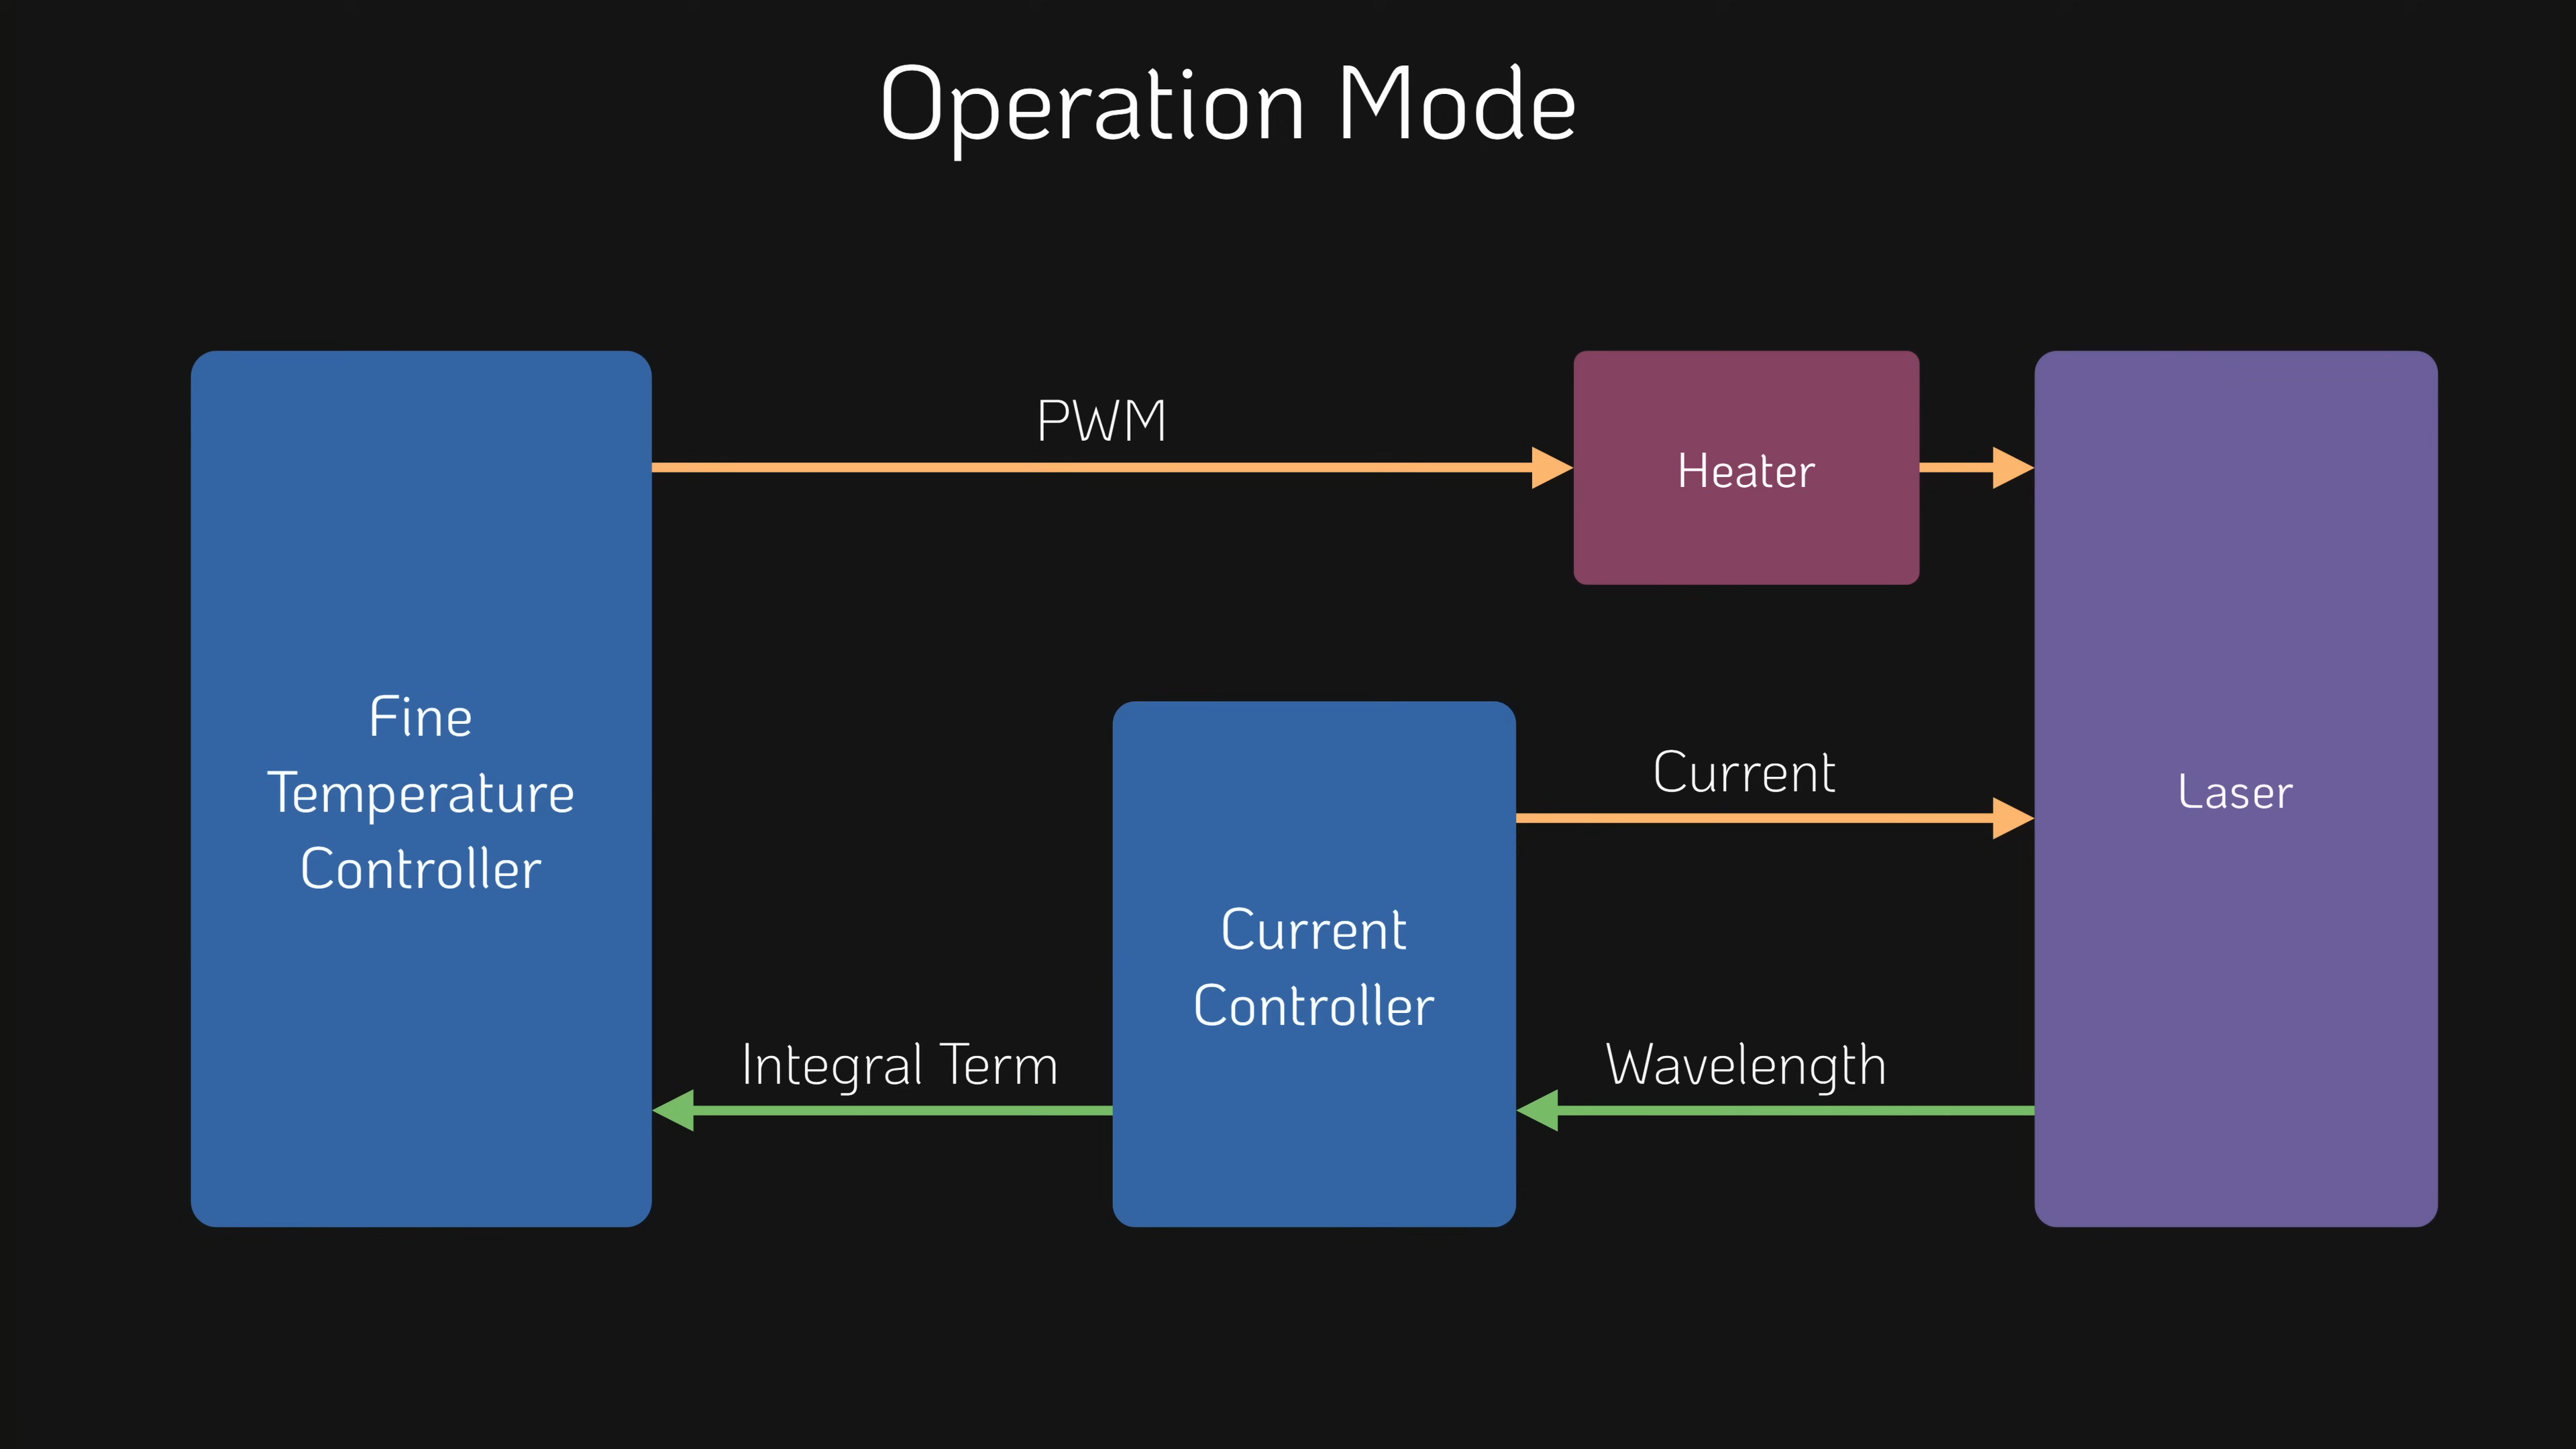 Operation Mode
PWM
Heater
Fine
Temperature
Controller
Current
Laser
Current
Controller
Integral Term
Wavelength